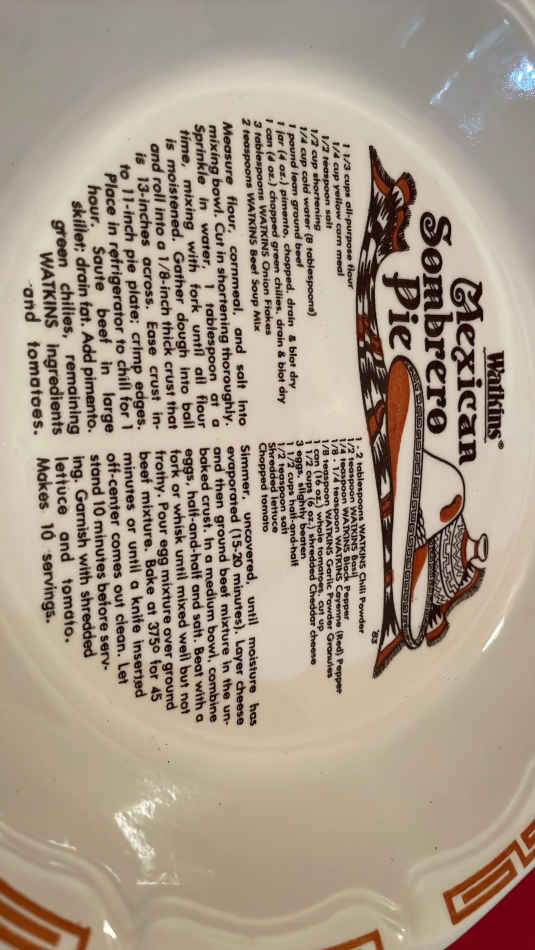 Watkins®
Mexican
Sombrero
Pie
'83
1 1/3 cups all-purpose flour
1/4 cup yellow corn meal
1/2 teaspoon salt
1/2 cup shortening
1/4 cup cold water (8 tablespoons)
1 pound lean ground beef
1 jar (4 oz.) pimento, chopped, drain & blot dry
1 can (4 oz.) chopped green chilies, drain & blot dry
3 tablespoons WATKINS Onion Flakes
2 teaspoons WATKINS Beef Soup Mix
1 - 2 tablespoons WATKINS Chili Powder
1/2 teaspoon WATKINS Basil
1/4 teaspoon WATKINS Black Pepper
1/8 - 1/4 teaspoon WATKINS Cayenne (Red) Pepper
1/8 teaspoon WATKINS Garlic Powder Granules
1 can (16 oz.) whole tomatoes, cut up
1 1/2 cups (6 oz.) shredded Cheddar cheese
3 eggs, slightly beaten
1 1/2 cups half-and-half
1/2 teaspoon salt
Shredded lettuce
Chopped tomato
Measure flour, cornmeal, and salt into
mixing bowl. Cut in shortening thoroughly.
Sprinkle in water, 1 tablespoon at a
time, mixing with fork until all flour
is moistened. Gather dough into ball
and roll into a 1/8-inch thick crust that
is 13-inches across. Ease crust in-
to 11-inch pie plate; crimp edges.
Place in refrigerator to chill for 1
hour. Saute beef in large
skillet, drain fat. Add pimento,
green chilies, remaining
WATKINS ingredients
and tomatoes.
Simmer, uncovered, until moisture has
evaporated (15-20 minutes). Layer cheese
and then ground beef mixture in the un-
baked crust. In a medium bowl, combine
eggs, half-and-half and salt. Beat with a
fork or whisk until mixed well but not
frothy. Pour egg mixture over ground
beef mixture. Bake at 375º for 45
minutes or until a knife inserted
off-center comes out clean. Let
stand 10 minutes before serv-
ing. Garnish with shredded
lettuce and tomato.
Makes 10 servings.